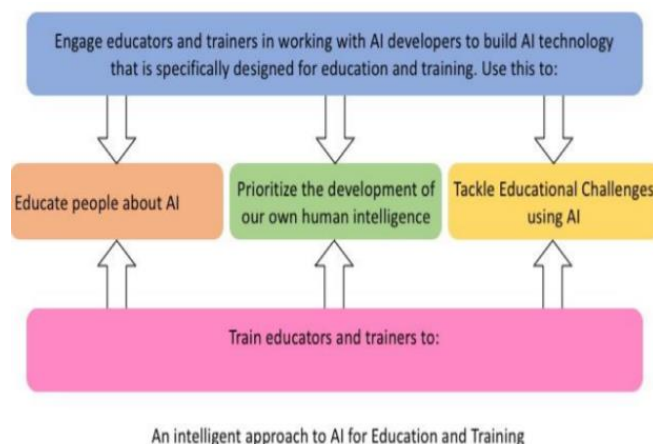 Engage educators and trainers in working with AI developers to build AI technology
that is specifically designed for education and training. Use this to:
Educate people about AI
Prioritize the development of
our own human intelligence
Tackle Educational Challenges
using AI
Train educators and trainers to:
An intelligent approach to AI for Education and Training